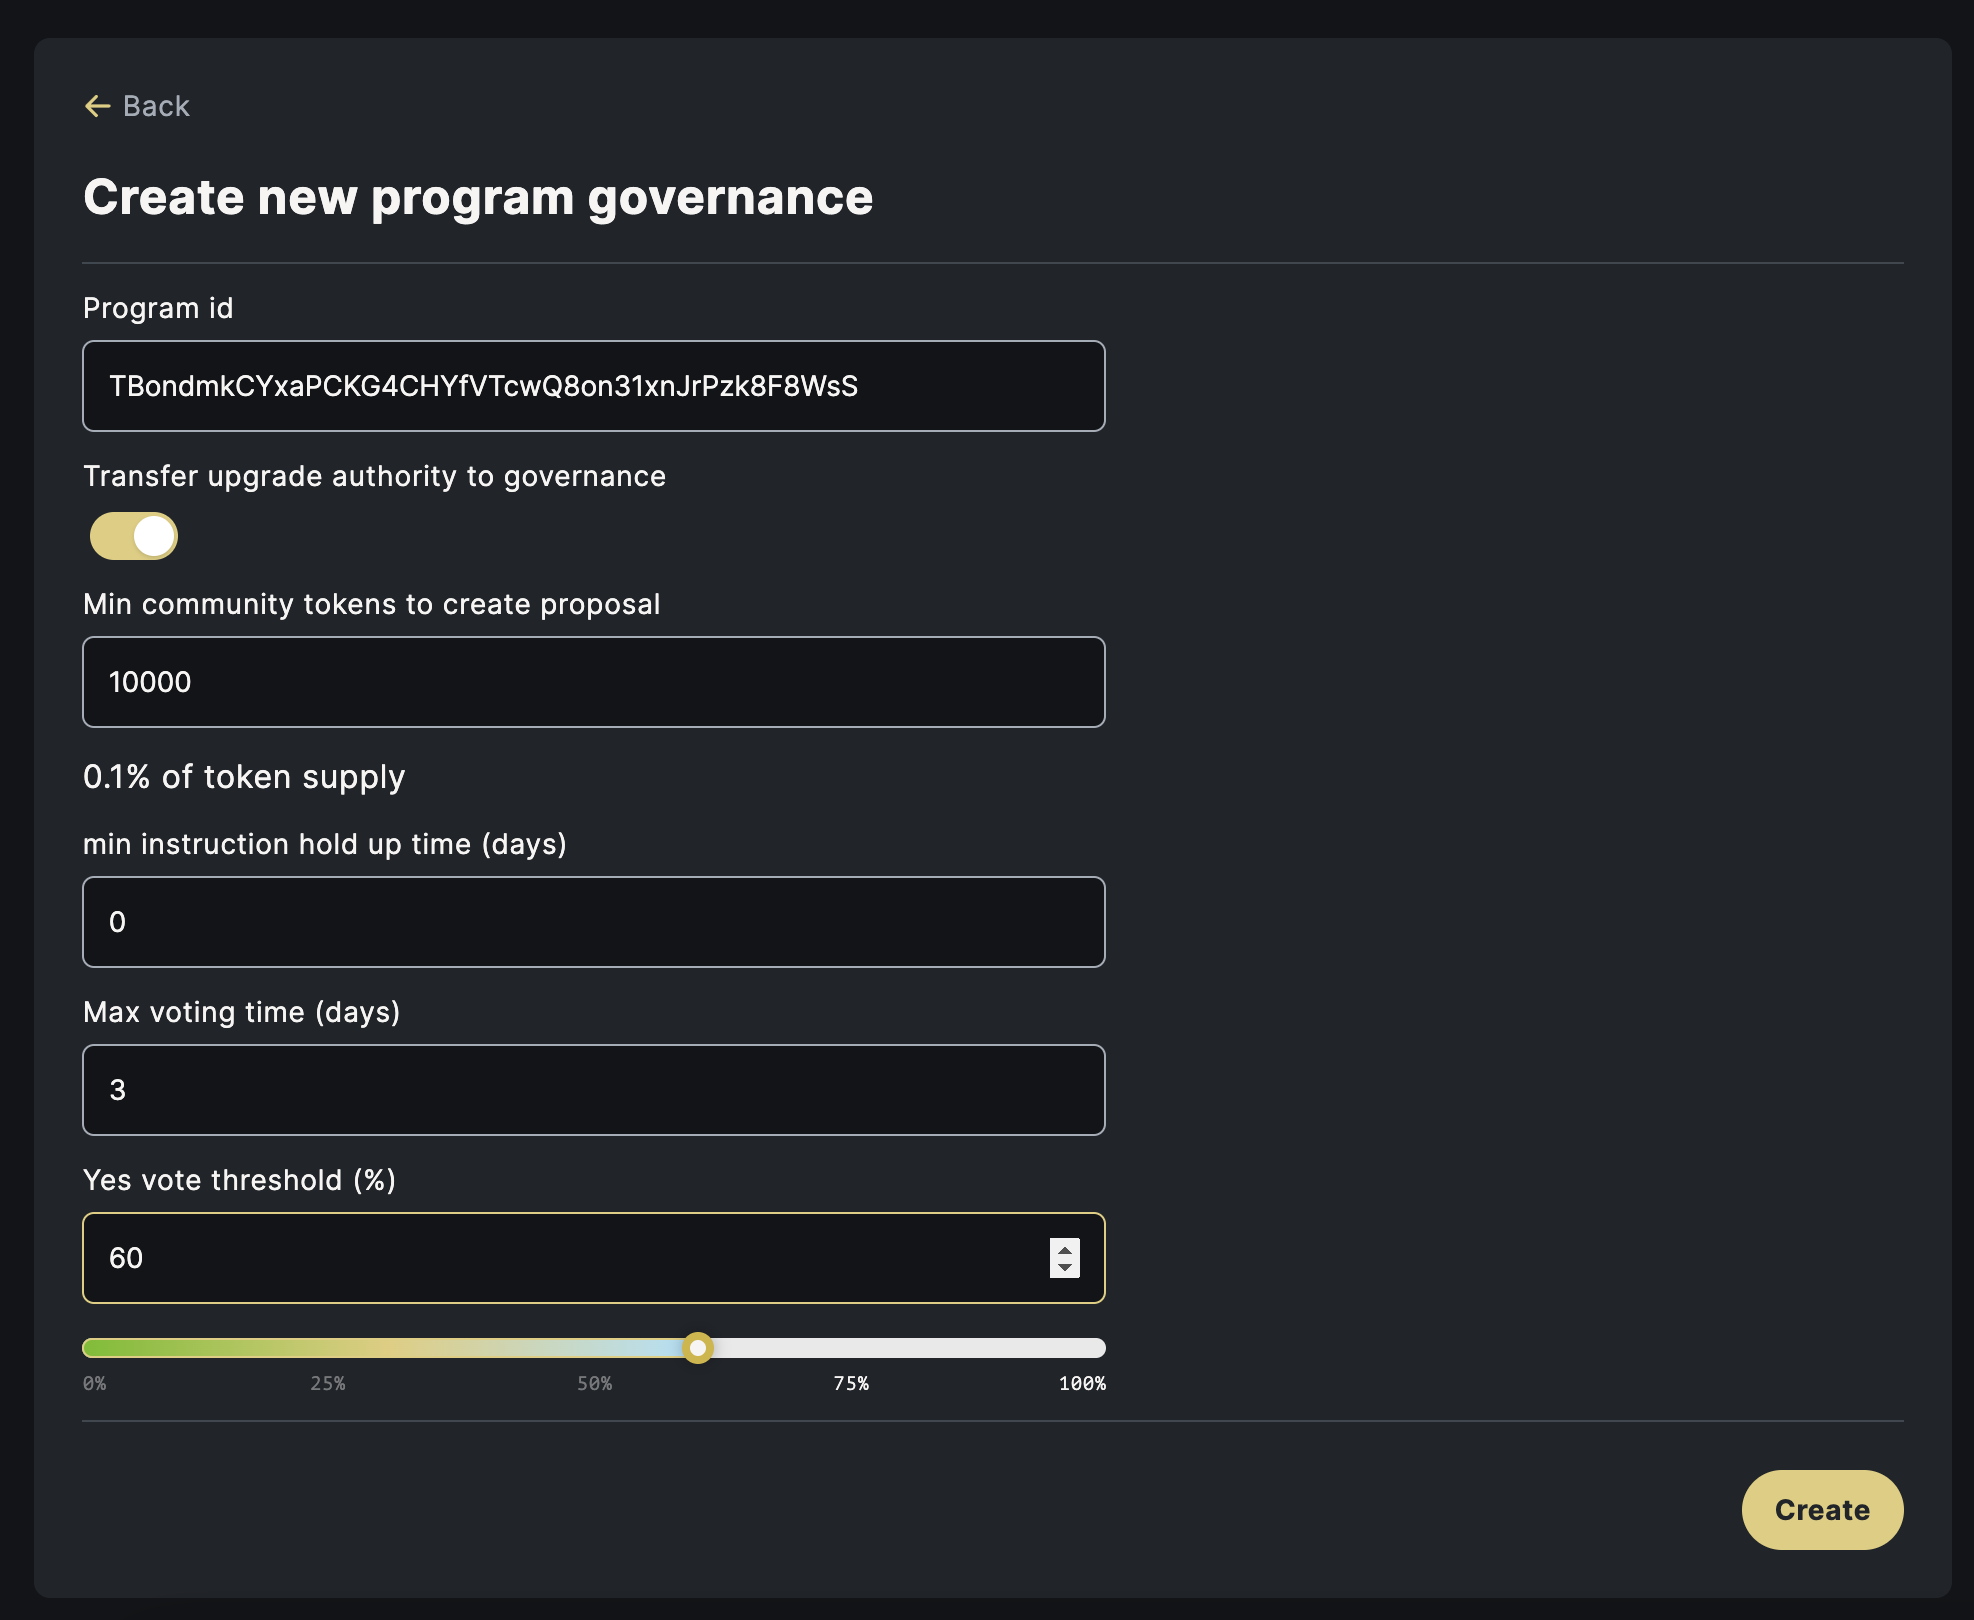 Back
Create new program governance
Program id
TBondmkCYxaPCKG4CHYfVTcwQ8on31xnJrPzk8F8WsS
Transfer upgrade authority to governance
Min community tokens to create proposal
10000
0.1% of token supply
min instruction hold up time (days)
0
Max voting time (days)
3
Yes vote threshold (%)
60
0% 25% 50% 75% 100%
Create